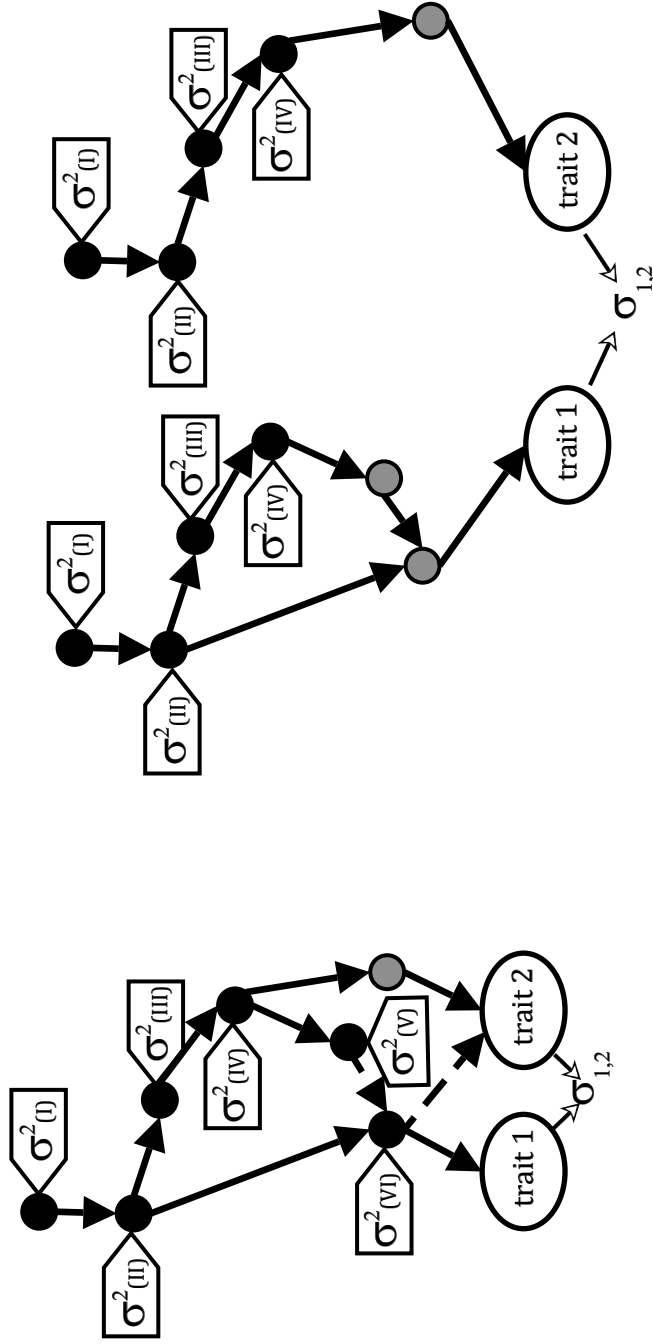 σ²(I)
σ²(II)
σ²(III)
σ²(IV)
σ²(V)
σ²(VI)
trait 1
trait 2
σ1,2
σ²(I)
σ²(II)
σ²(III)
σ²(IV)
trait 1
σ²(I)
σ²(II)
σ²(III)
σ²(IV)
trait 2
σ1,2